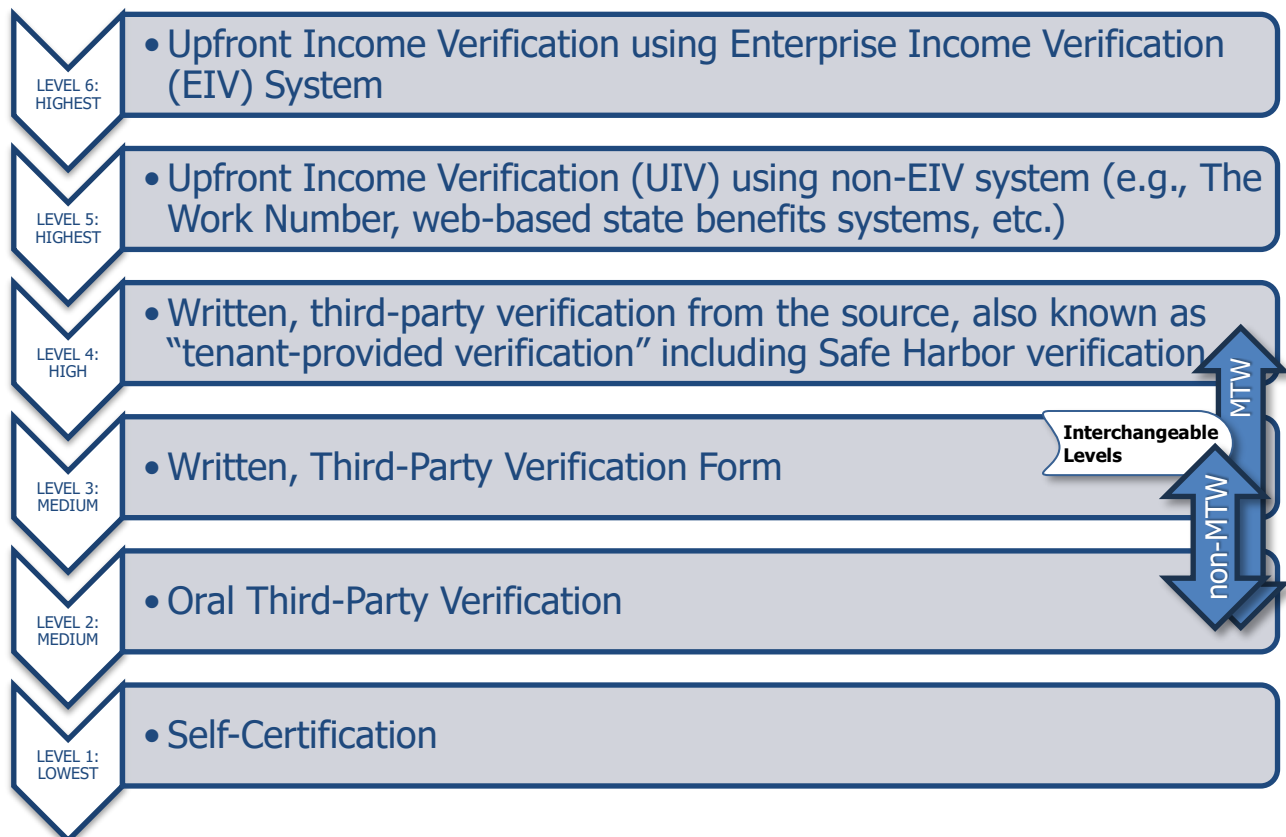 LEVEL 6:
HIGHEST
• Upfront Income Verification using Enterprise Income Verification
(EIV) System
LEVEL 5:
HIGHEST
• Upfront Income Verification (UIV) using non-EIV system (e.g., The
Work Number, web-based state benefits systems, etc.)
LEVEL 4:
HIGH
• Written, third-party verification from the source, also known as
“tenant-provided verification” including Safe Harbor verification
MTW
Interchangeable
Levels
LEVEL 3:
MEDIUM
• Written, Third-Party Verification Form
non-MTW
LEVEL 2:
MEDIUM
• Oral Third-Party Verification
LEVEL 1:
LOWEST
• Self-Certification